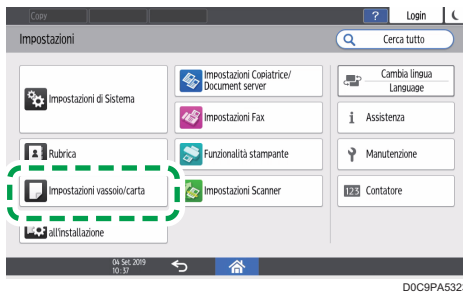 Copy
? Login
Impostazioni
Cerca tutto
Impostazioni di Sistema
Impostazioni Copiatrice/
Document server
Cambia lingua
Language
Impostazioni Fax
i Assistenza
Rubrica
Funzionalità stampante
Manutenzione
Impostazioni vassoio/carta
Impostazioni Scanner
123 Contatore
all'installazione
04 Set. 2019
10:37
D0C9PA532